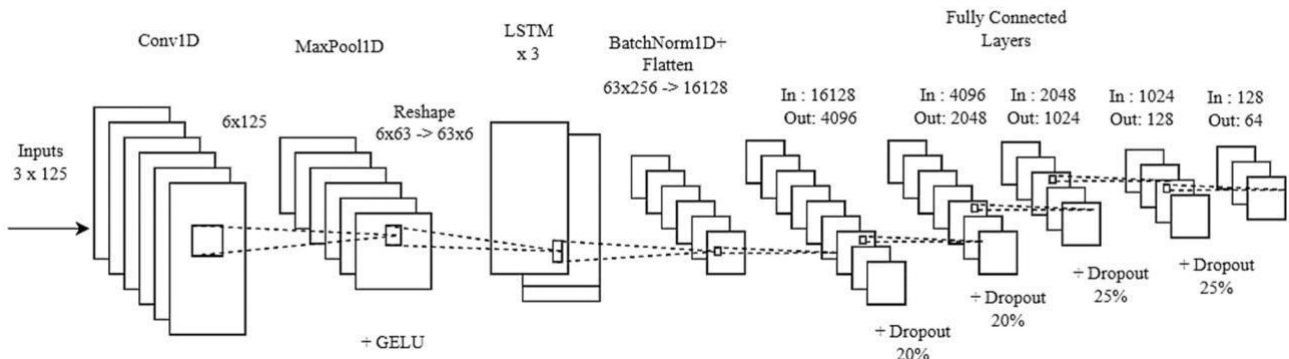 Fully Connected
Layers
Conv1D
MaxPool1D
LSTM
x 3
BatchNorm1D+
Flatten
63x256 -> 16128
In : 16128
Out: 4096
In : 4096
Out: 2048
In : 2048
Out: 1024
In : 1024
Out: 128
In : 128
Out: 64
6x125
Reshape
6x63 -> 63x6
Inputs
3 x 125
÷ GELU
÷ Dropout
20%
÷ Dropout
20%
÷ Dropout
25%
÷ Dropout
25%